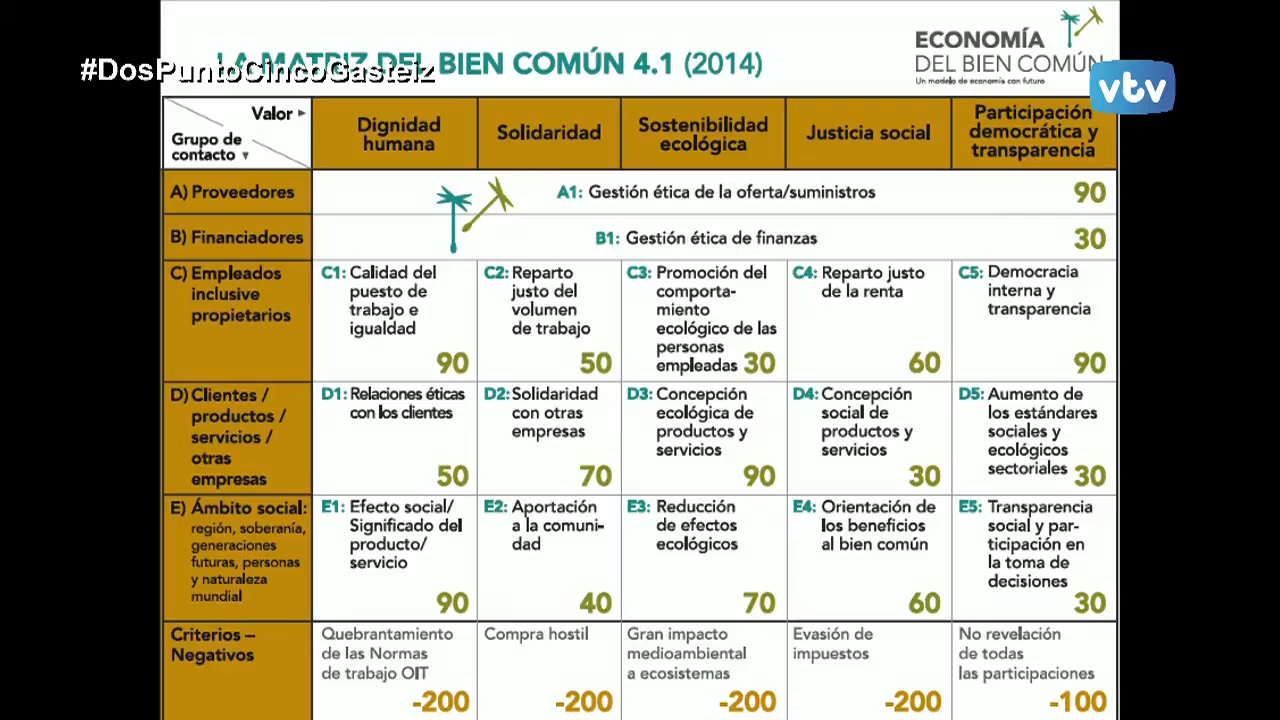 #DosPuntoCincoGasteiz
LA MATRIZ DEL BIEN COMÚN 4.1 (2014)
ECONOMÍA
DEL BIEN COMÚN
Un modelo de economía con futuro
vtv
Valor ►
Grupo de
contacto ▼
Dignidad
humana
Solidaridad
Sostenibilidad
ecológica
Justicia social
Participación
democrática y
transparencia
A) Proveedores
A1: Gestión ética de la oferta/suministros
90
B) Financiadores
B1: Gestión ética de finanzas
30
C) Empleados
inclusive
propietarios
C1: Calidad del
puesto de
trabajo e
igualdad
90
C2: Reparto
justo del
volumen
de trabajo
50
C3: Promoción del
comporta-
miento
ecológico de las
personas
empleadas 30
C4: Reparto justo
de la renta
60
C5: Democracia
interna y
transparencia
90
D) Clientes /
productos /
servicios /
otras
empresas
D1: Relaciones éticas
con los clientes
50
D2: Solidaridad
con otras
empresas
70
D3: Concepción
ecológica de
productos y
servicios
90
D4: Concepción
social de
productos y
servicios
30
D5: Aumento de
los estándares
sociales y
ecológicos
sectoriales 30
E) Ámbito social:
región, soberanía,
generaciones
futuras, personas
y naturaleza
mundial
E1: Efecto social/
Significado del
producto/
servicio
90
E2: Aportación
a la comuni-
dad
40
E3: Reducción
de efectos
ecológicos
70
E4: Orientación de
los beneficios
al bien común
60
E5: Transparencia
social y par-
ticipación en
la toma de
decisiones
30
Criterios –
Negativos
Quebrantamiento
de las Normas
de trabajo OIT
-200
Compra hostil
-200
Gran impacto
medioambiental
a ecosistemas
-200
Evasión de
impuestos
-200
No revelación
de todas
las participaciones
-100